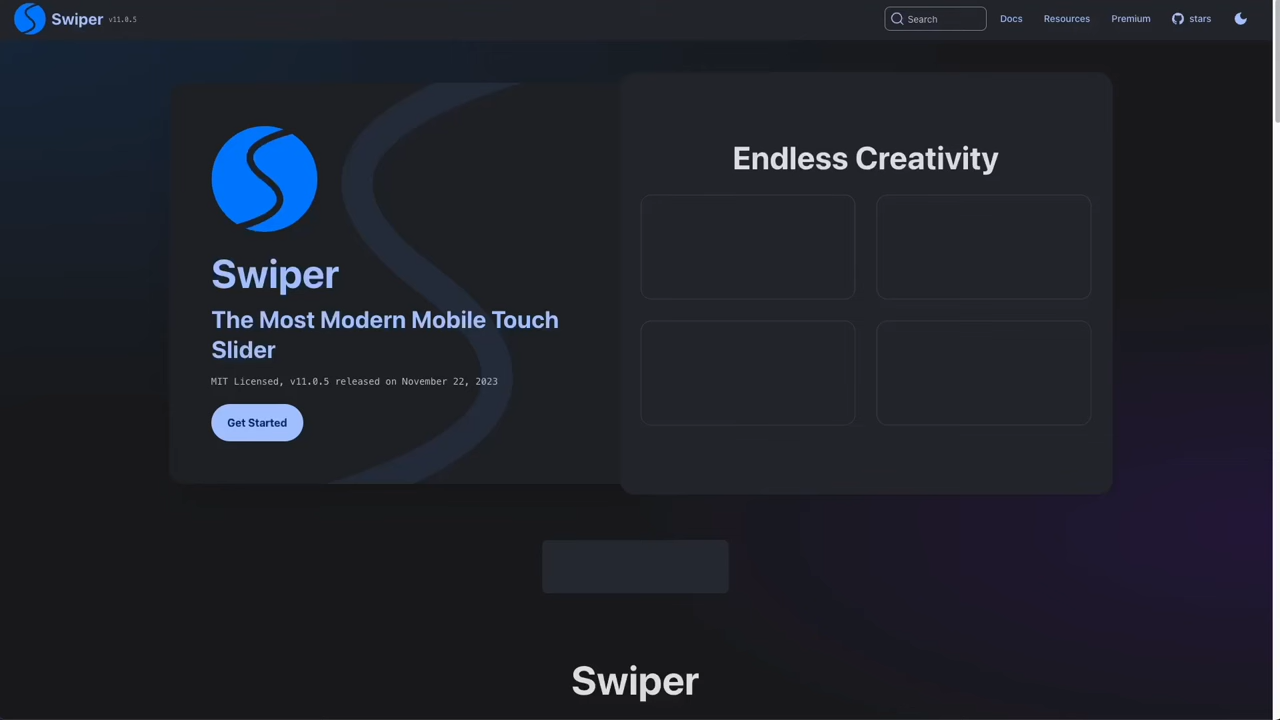 Swiper v11.0.5
Search
Docs
Resources
Premium
stars
Endless Creativity
Swiper
The Most Modern Mobile Touch
Slider
MIT Licensed, v11.0.5 released on November 22, 2023
Get Started
Swiper